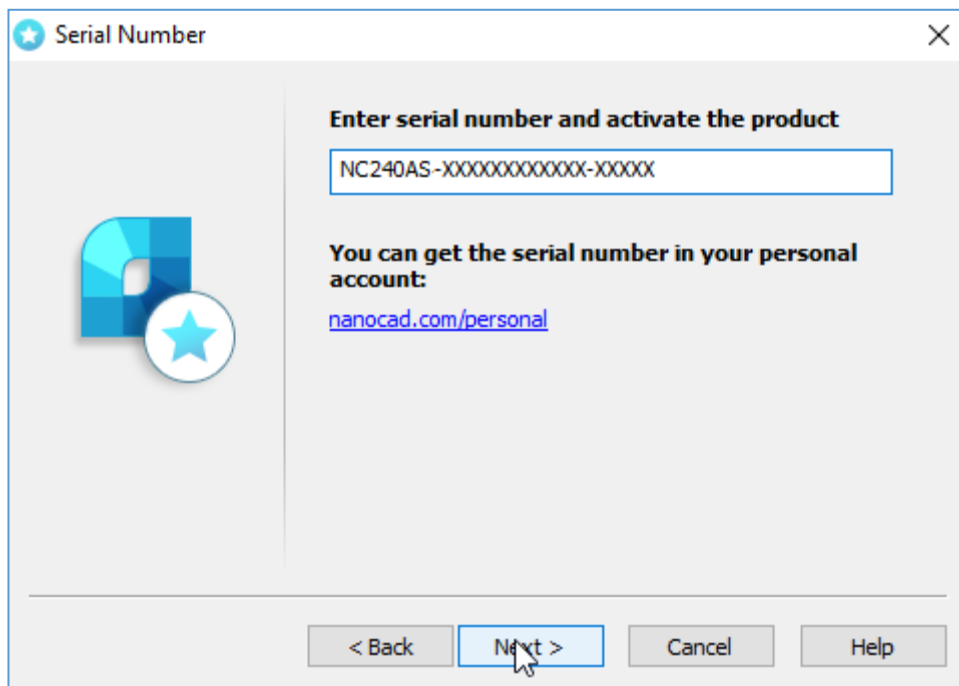 Serial Number
Enter serial number and activate the product
NC240AS-XXXXXXXXXXXX-XXXXX
You can get the serial number in your personal
account:
nanocad.com/personal
< Back
Next >
Cancel
Help